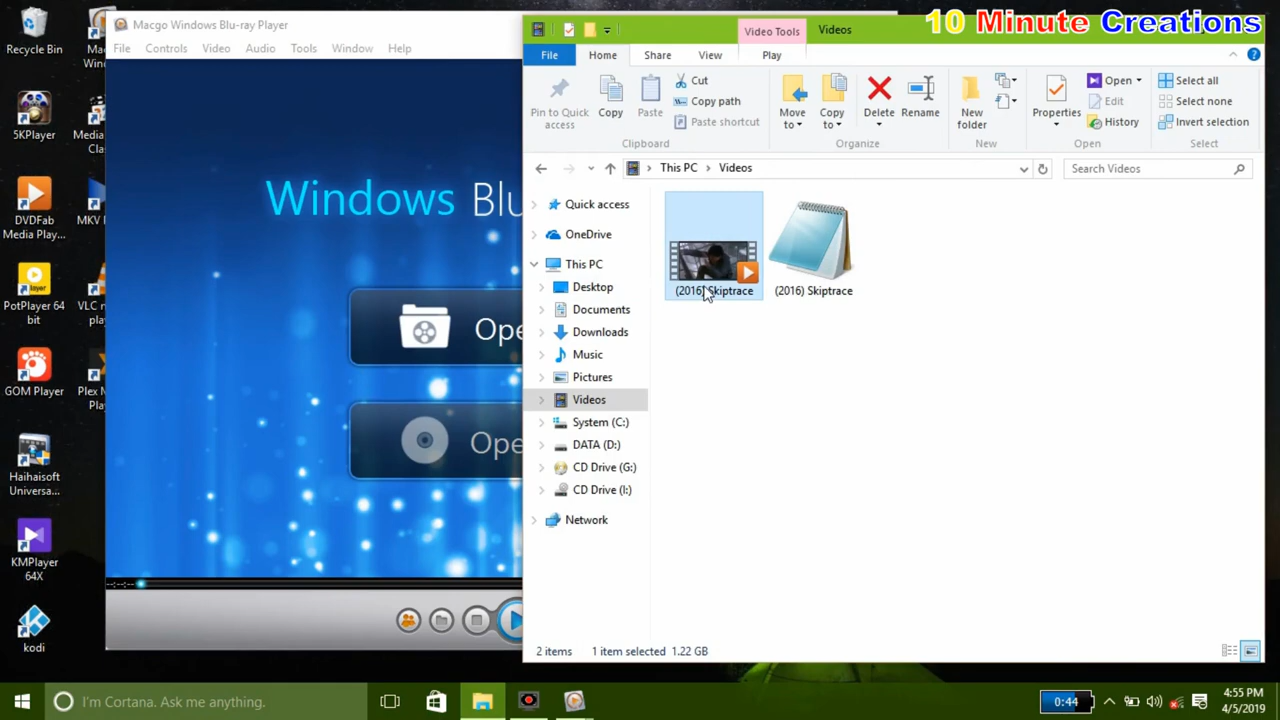 10 Minute Creations
Recycle Bin
5KPlayer
DVDFab
Media Play...
PotPlayer 64
bit
GOM Player
Haihaisoft
Universa...
KMPlayer
64X
kodi
Macgo Windows Blu-ray Player
File Controls Video Audio Tools Window Help
Windows Blu
Ope
Ope
--:--:--
Video Tools Videos
File Home Share View Play
Pin to Quick
access
Copy
Paste
Cut
Copy path
Paste shortcut
Clipboard
Move
to
Copy
to
Delete
Rename
Organize
New
folder
New
Properties
Open
Edit
History
Open
Select all
Select none
Invert selection
Select
This PC Videos
Search Videos
Quick access
OneDrive
This PC
Desktop
Documents
Downloads
Music
Pictures
Videos
System (C:)
DATA (D:)
CD Drive (G:)
CD Drive (I:)
Network
(2016) Skiptrace
(2016) Skiptrace
2 items 1 item selected 1.22 GB
I'm Cortana. Ask me anything.
0:44
4:55 PM
4/5/2019